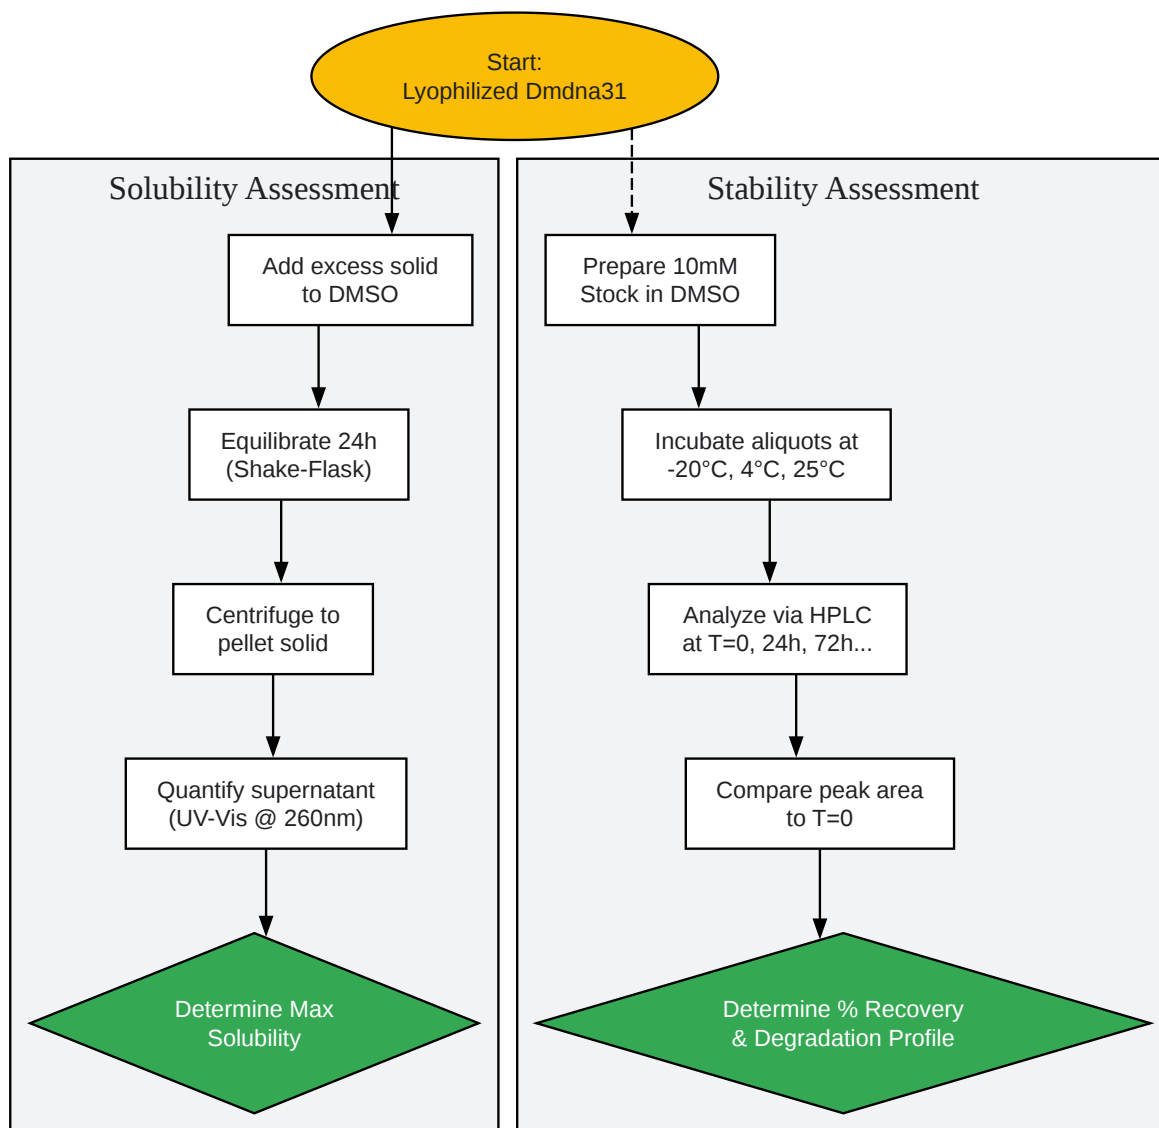 Start:
Lyophilized Dmdna31
Solubility Assessment
Add excess solid
to DMSO
Equilibrate 24h
(Shake-Flask)
Centrifuge to
pellet solid
Quantify supernatant
(UV-Vis @ 260nm)
Determine Max
Solubility
Stability Assessment
Prepare 10mM
Stock in DMSO
Incubate aliquots at
-20°C, 4°C, 25°C
Analyze via HPLC
at T=0, 24h, 72h...
Compare peak area
to T=0
Determine % Recovery
& Degradation Profile